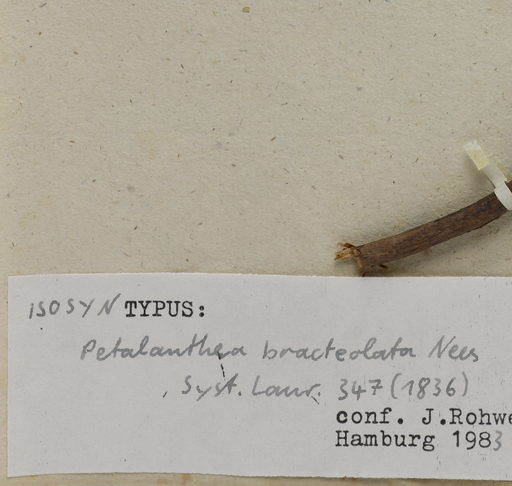 ISOSYN TYPUS:
Petalanthera bracteolata Nees
Syst. Laur. 347 (1836)
conf. J.Rohwe
Hamburg 1983